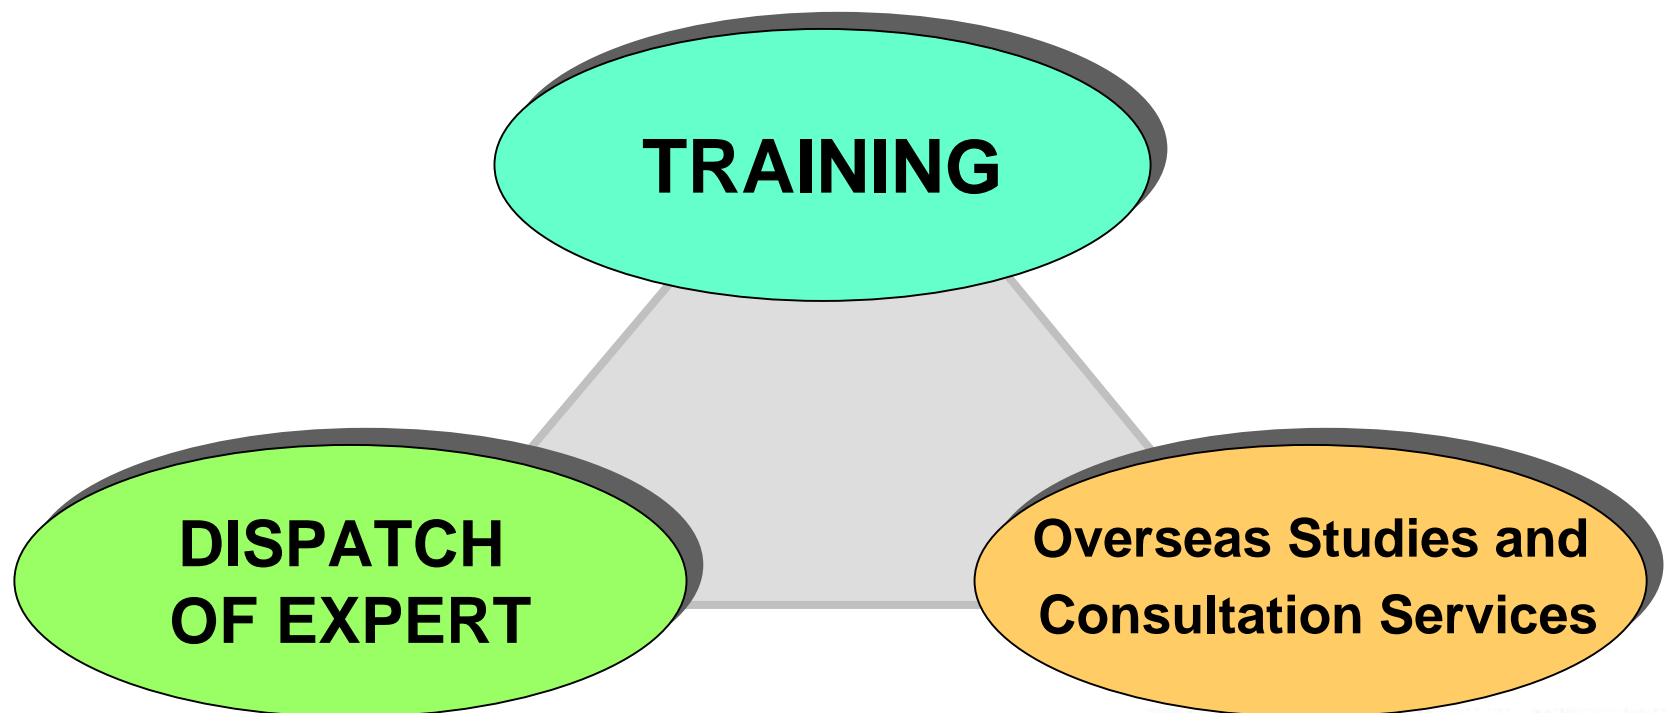 TRAINING
DISPATCH
OF EXPERT
Overseas Studies and
Consultation Services